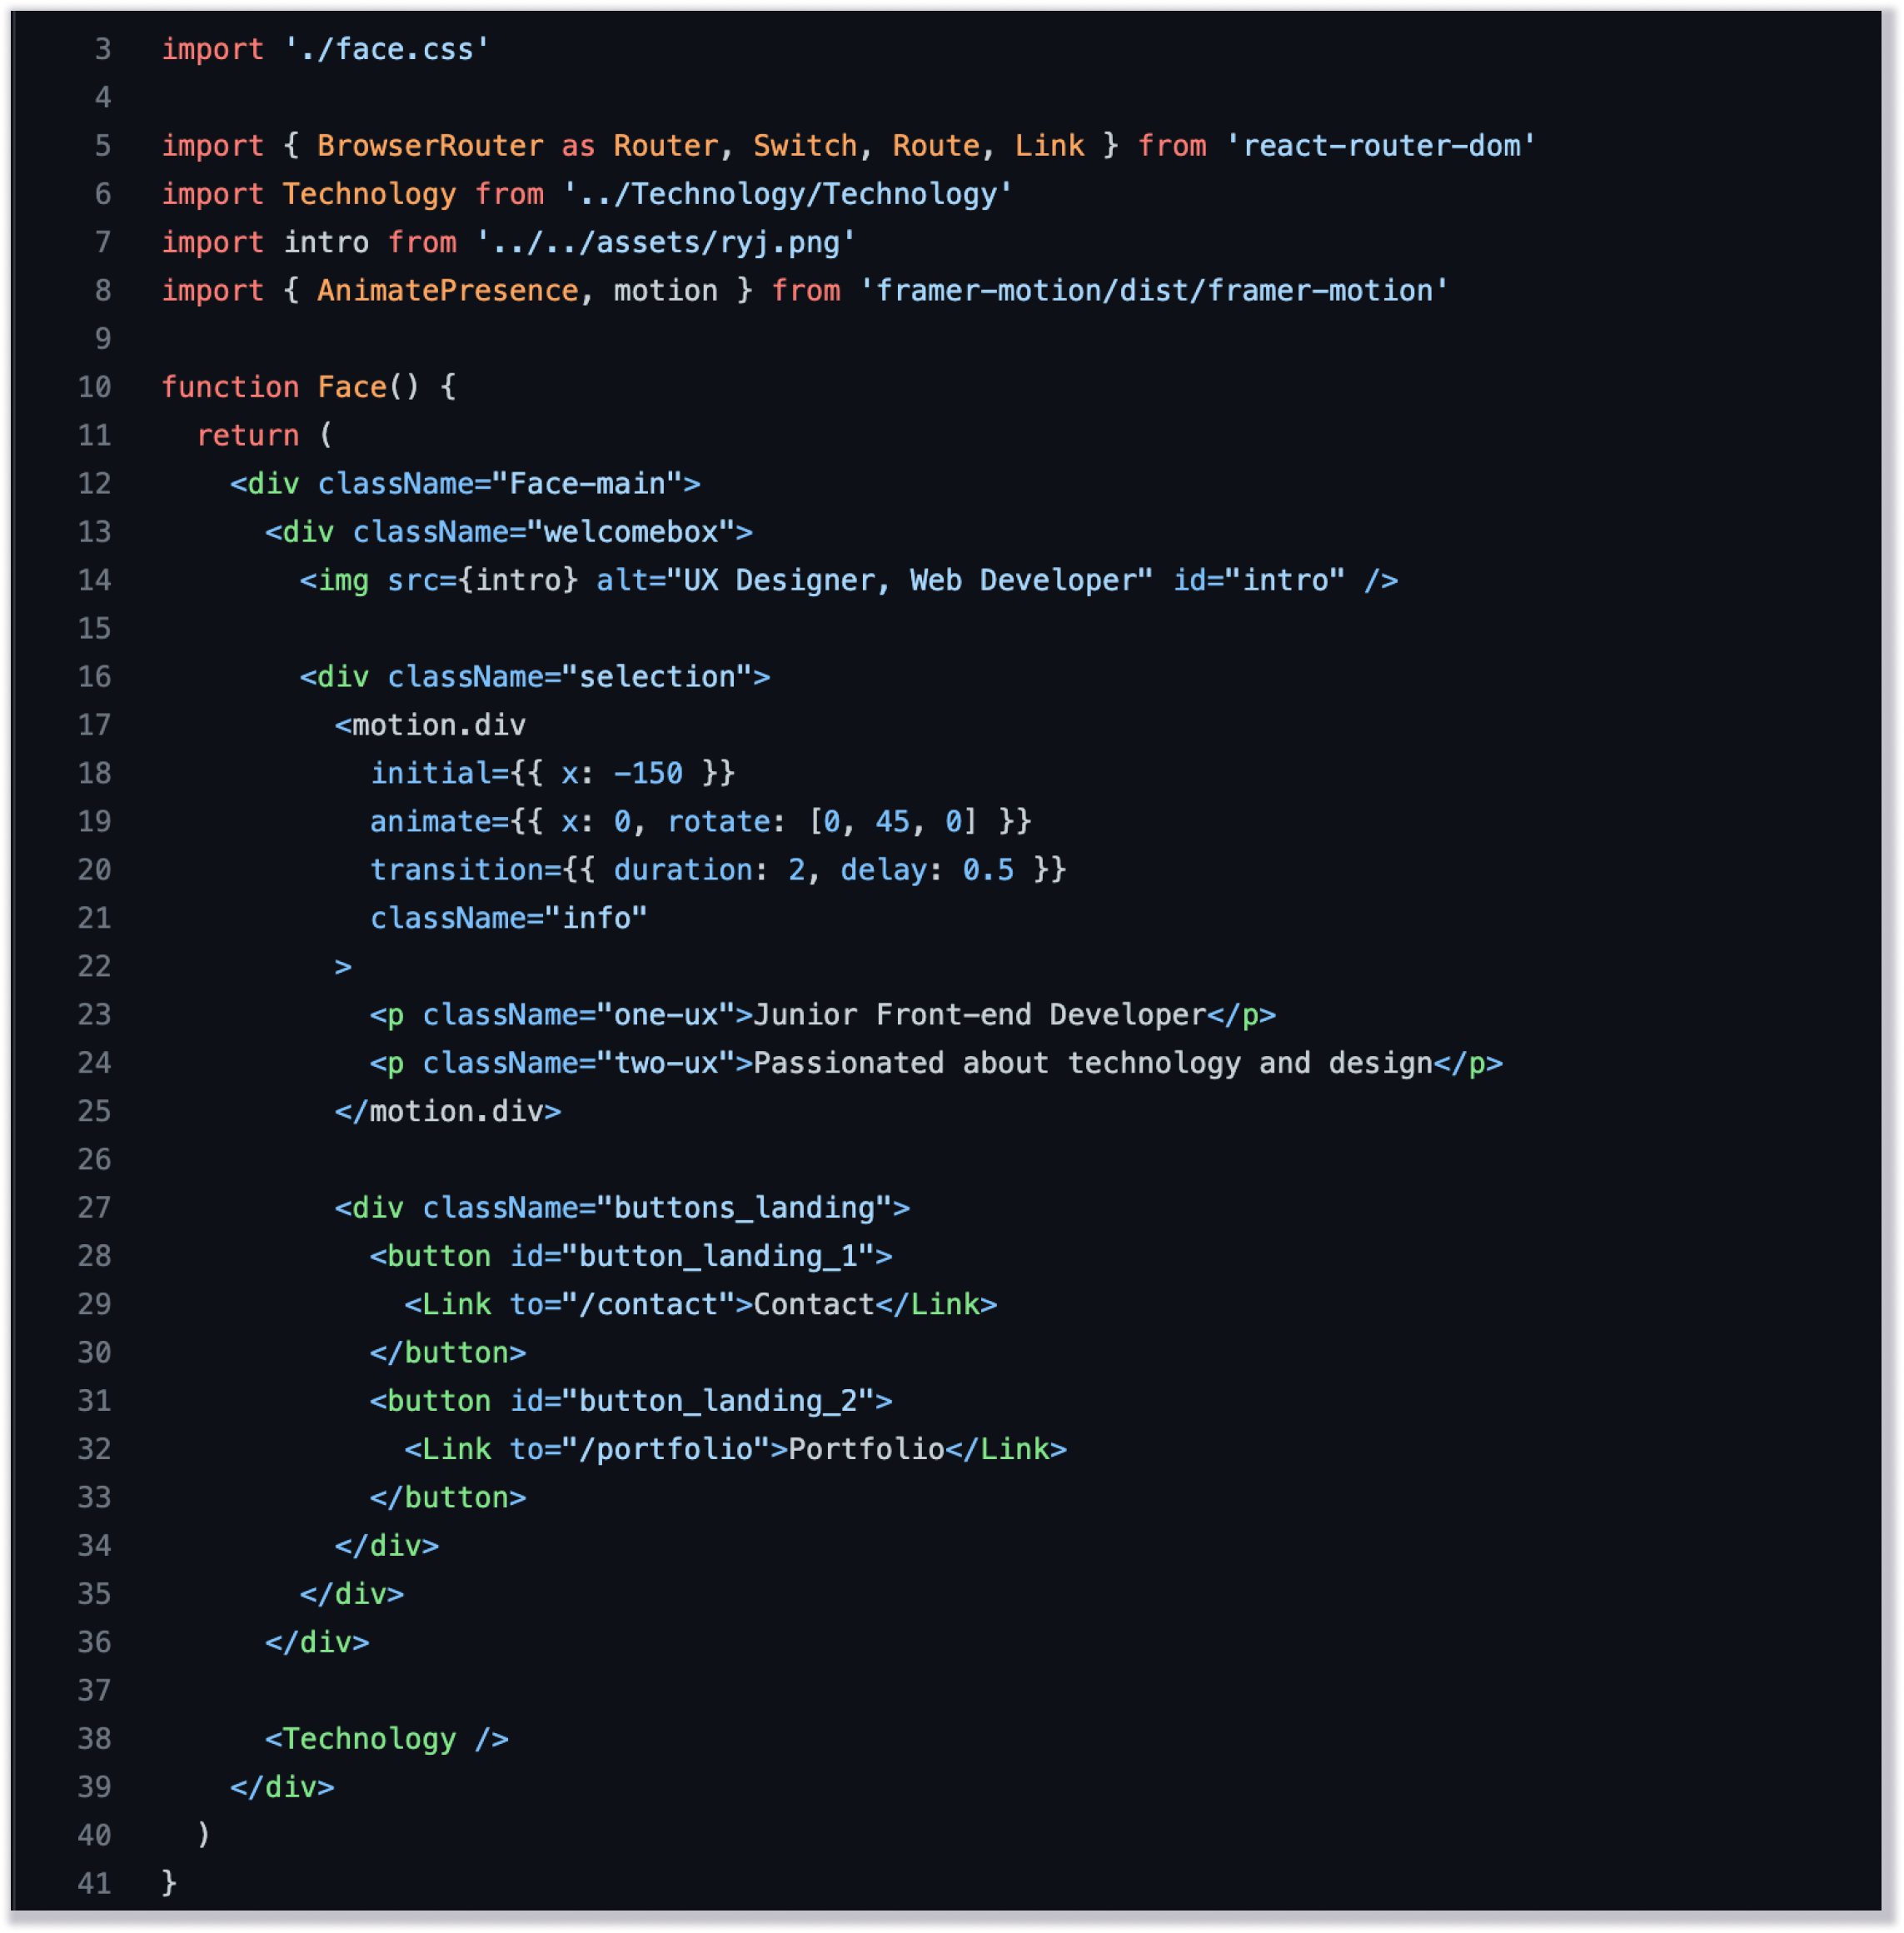 3 import './face.css'
4
5 import { BrowserRouter as Router, Switch, Route, Link } from 'react-router-dom'
6 import Technology from '../Technology/Technology'
7 import intro from '../../assets/ryj.png'
8 import { AnimatePresence, motion } from 'framer-motion/dist/framer-motion'
9
10 function Face() {
11   return (
12     <div className="Face-main">
13       <div className="welcomebox">
14         <img src={intro} alt="UX Designer, Web Developer" id="intro" />
15
16         <div className="selection">
17           <motion.div
18             initial={{ x: -150 }}
19             animate={{ x: 0, rotate: [0, 45, 0] }}
20             transition={{ duration: 2, delay: 0.5 }}
21             className="info"
22           >
23             <p className="one-ux">Junior Front-end Developer</p>
24             <p className="two-ux">Passionated about technology and design</p>
25           </motion.div>
26
27           <div className="buttons_landing">
28             <button id="button_landing_1">
29               <Link to="/contact">Contact</Link>
30             </button>
31             <button id="button_landing_2">
32               <Link to="/portfolio">Portfolio</Link>
33             </button>
34           </div>
35         </div>
36       </div>
37
38       <Technology />
39     </div>
40   )
41 }